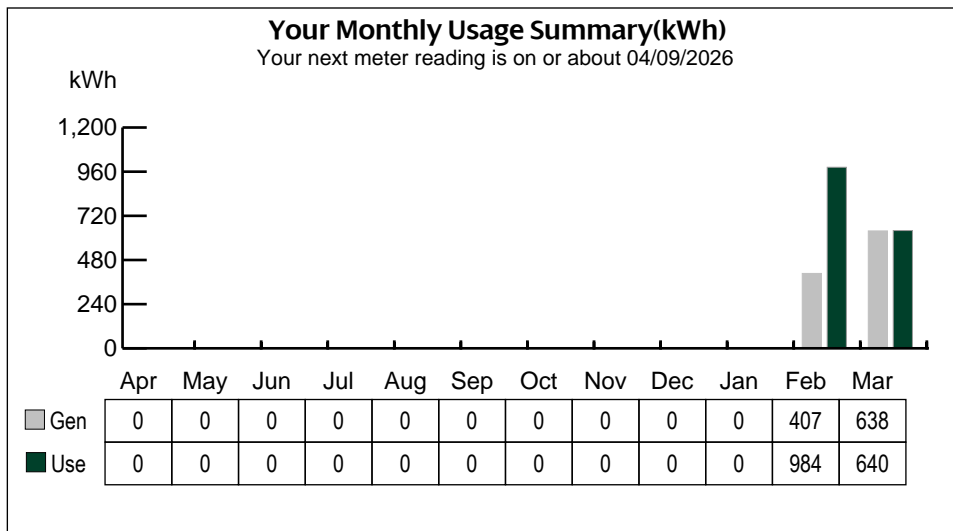 Your Monthly Usage Summary(kWh)
Your next meter reading is on or about 04/09/2026
kWh
1,200
960
720
480
240
0
Apr May Jun Jul Aug Sep Oct Nov Dec Jan Feb Mar
Gen 0 0 0 0 0 0 0 0 0 0 407 638
Use 0 0 0 0 0 0 0 0 0 0 984 640